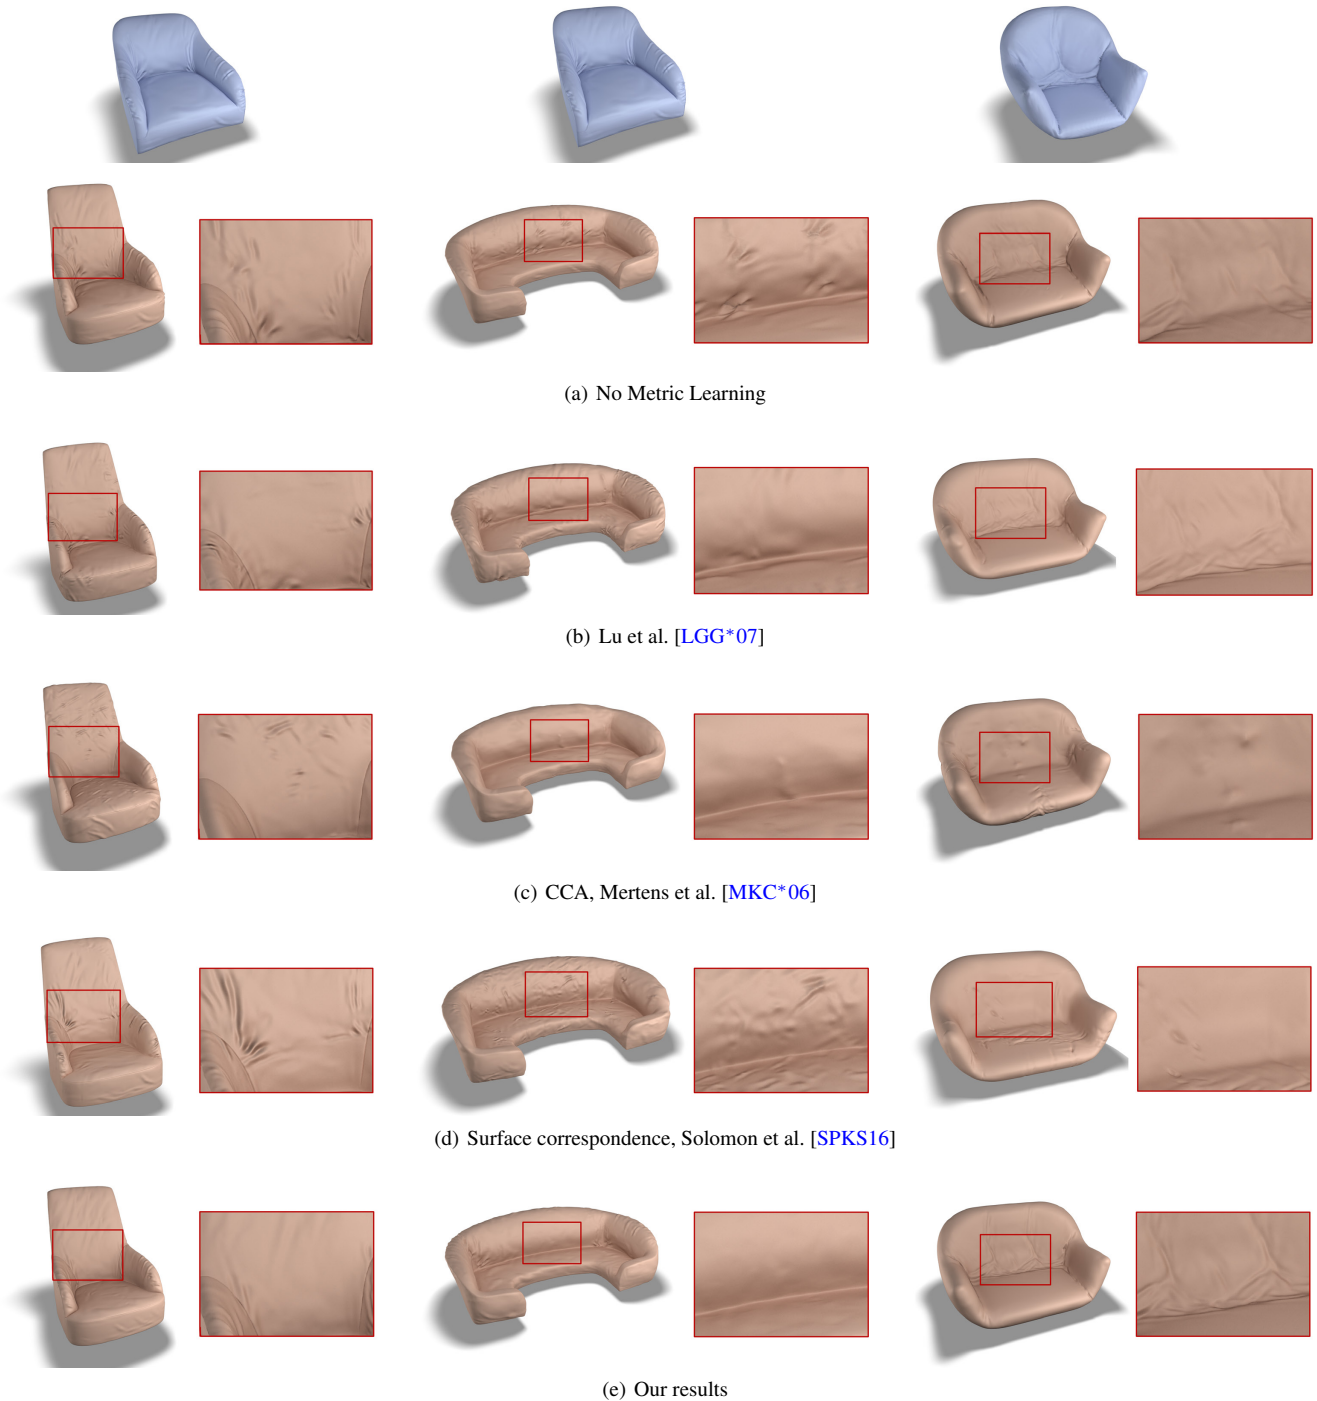 (a) No Metric Learning
(b) Lu et al. [LGG*07]
(c) CCA, Mertens et al. [MKC*06]
(d) Surface correspondence, Solomon et al. [SPKS16]
(e) Our results